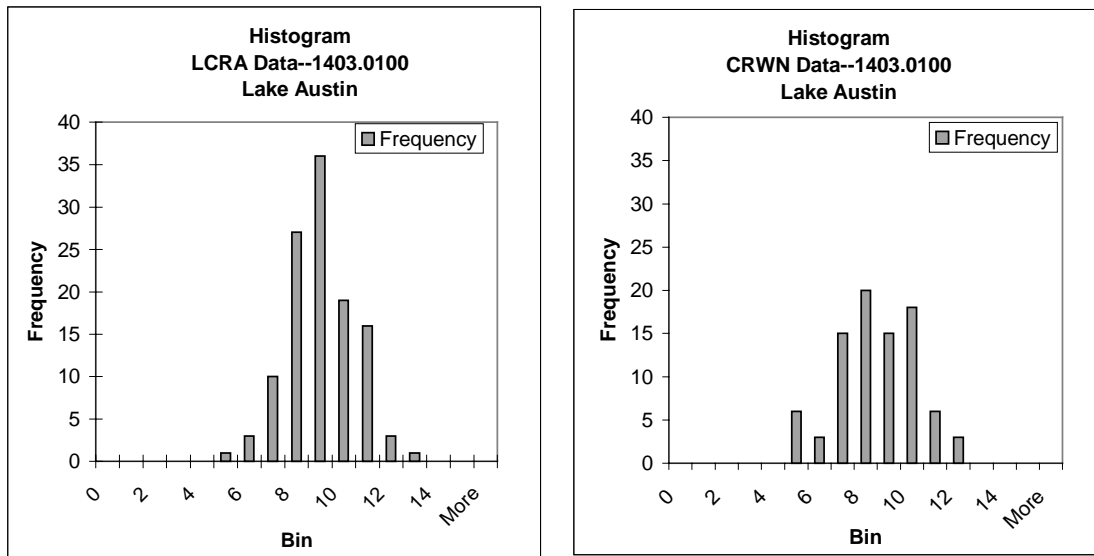 Histogram
LCRA Data--1403.0100
Lake Austin
40
35
30
25
20
15
10
5
0
Frequency
Frequency
0
2
4
6
8
10
12
14
More
Bin
Histogram
CRWN Data--1403.0100
Lake Austin
40
35
30
25
20
15
10
5
0
Frequency
Frequency
0
2
4
6
8
10
12
14
More
Bin